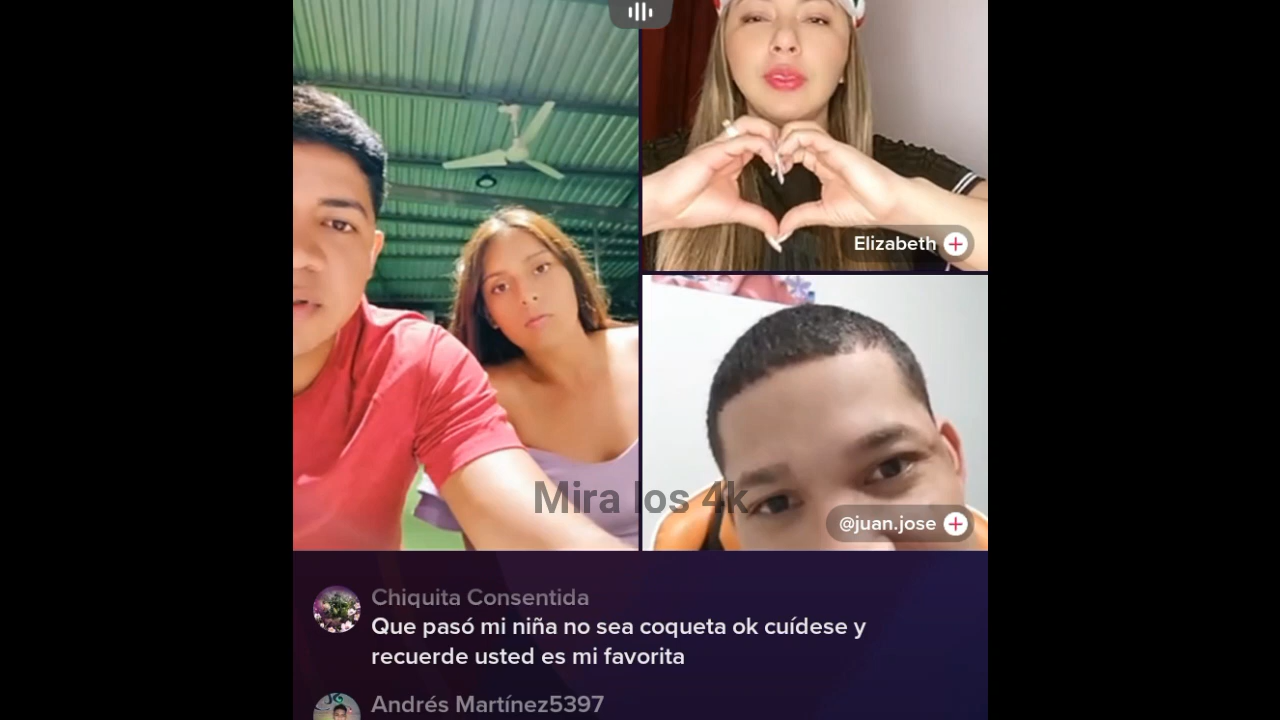 Elizabeth
Mira los 4k
@juan.jose
Chiquita Consentida
Que pasó mi niña no sea coqueta ok cuídese y
recuerde usted es mi favorita
Andrés Martínez5397